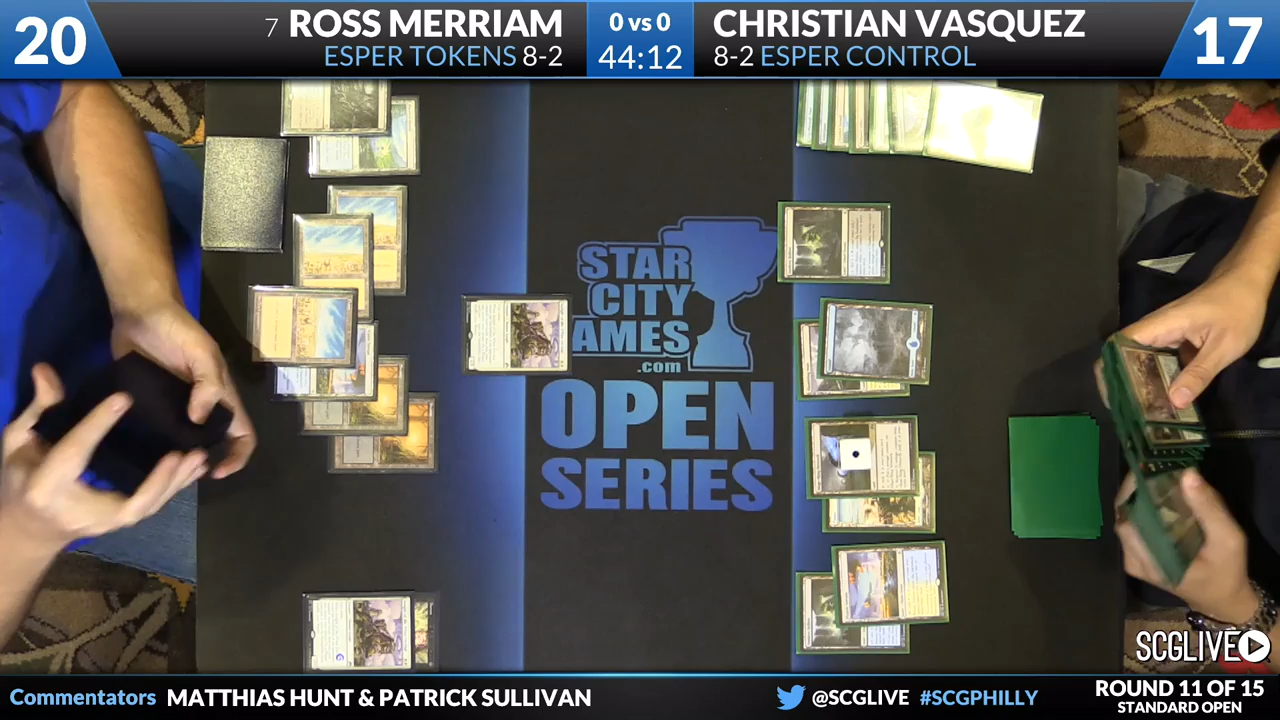 20
7 ROSS MERRIAM
ESPER TOKENS 8-2
0 vs 0
44:12
CHRISTIAN VASQUEZ
8-2 ESPER CONTROL
17
STAR
CITY
GAMES
.com
OPEN
SERIES
SCGLIVE
Commentators MATTHIAS HUNT & PATRICK SULLIVAN
@SCGLIVE #SCGPHILLY
ROUND 11 OF 15
STANDARD OPEN